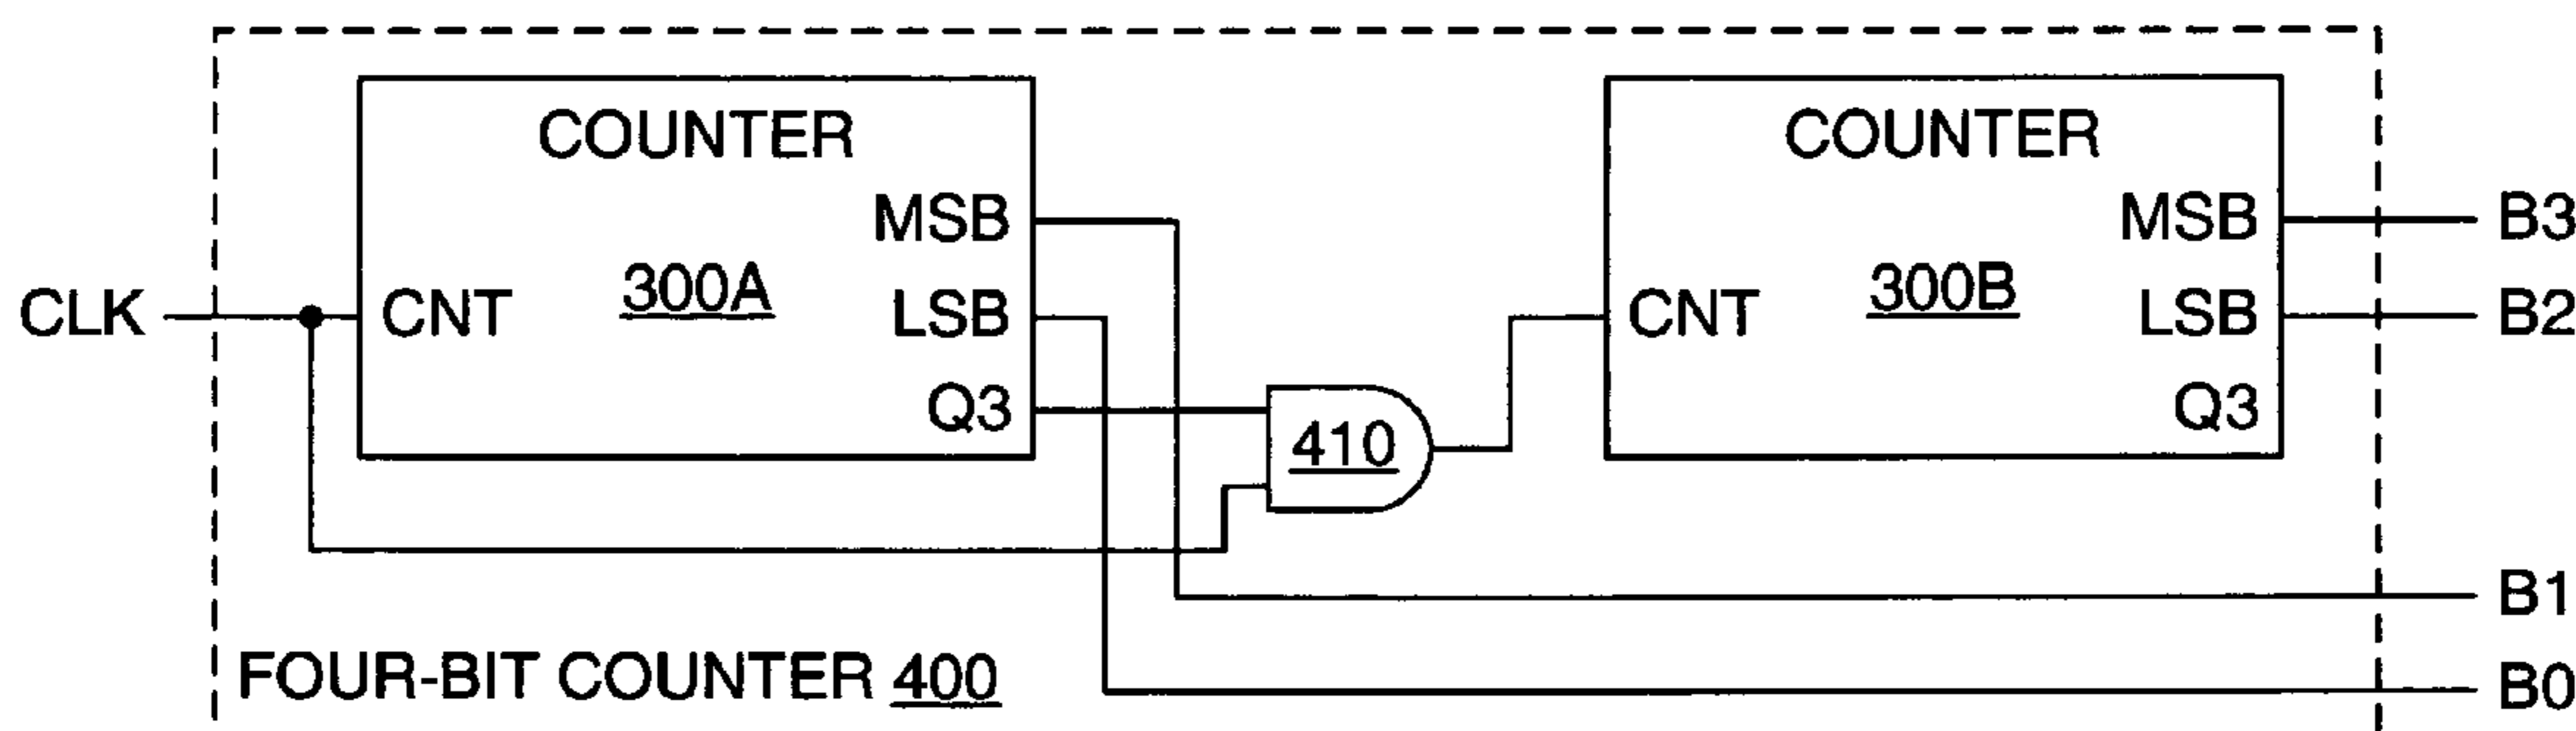 COUNTER
COUNTER
MSB
MSB
B3
CLK
CNT
300A
LSB
CNT
300B
LSB
B2
Q3
410
Q3
B1
FOUR-BIT COUNTER 400
B0